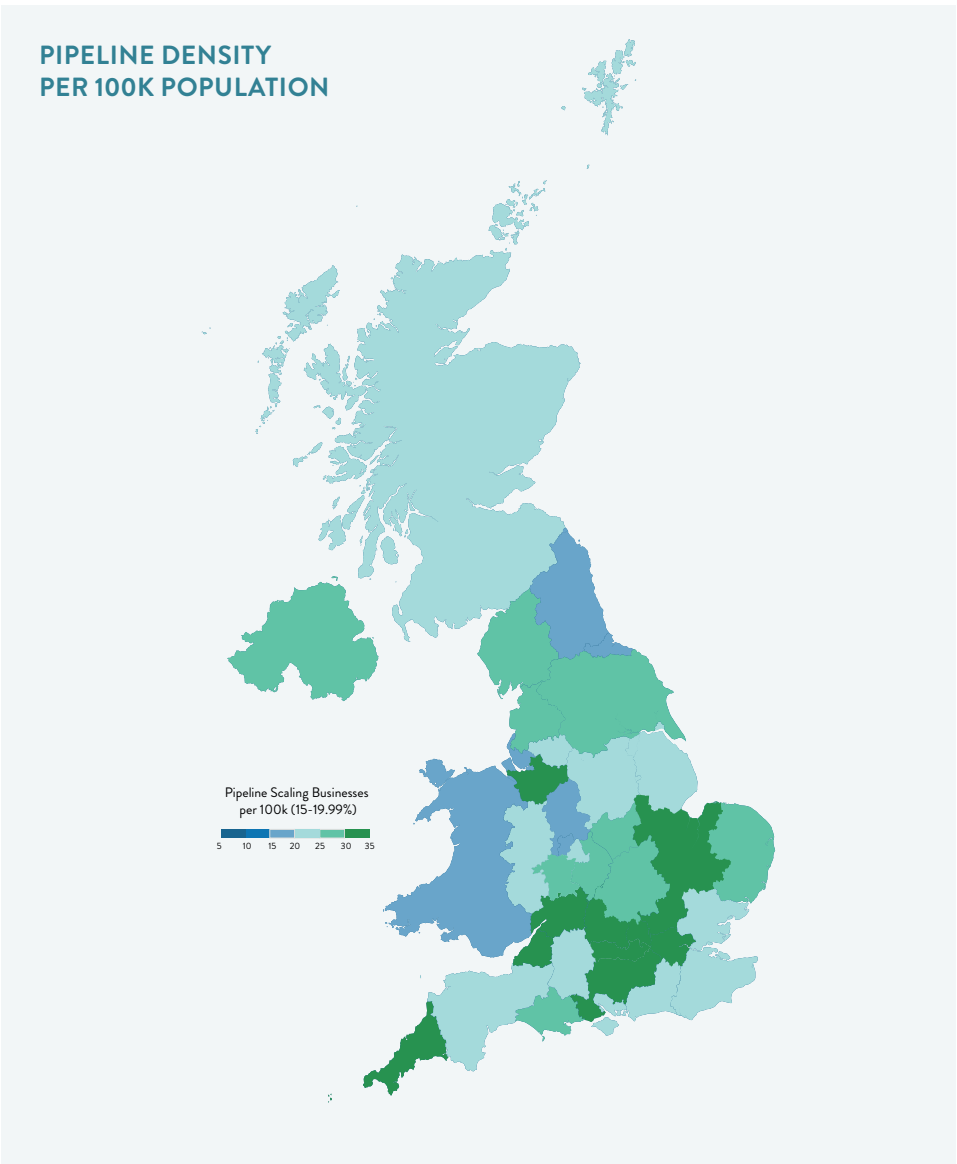 PIPELINE DENSITY
PER 100K POPULATION
Pipeline Scaling Businesses
per 100k (15-19.99%)
5 10 15 20 25 30 35